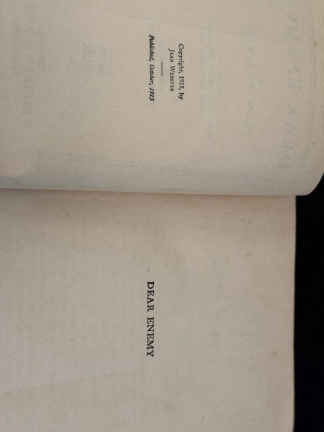 Copyright, 1915, by
Jean Webster
Published, October, 1915
DEAR ENEMY